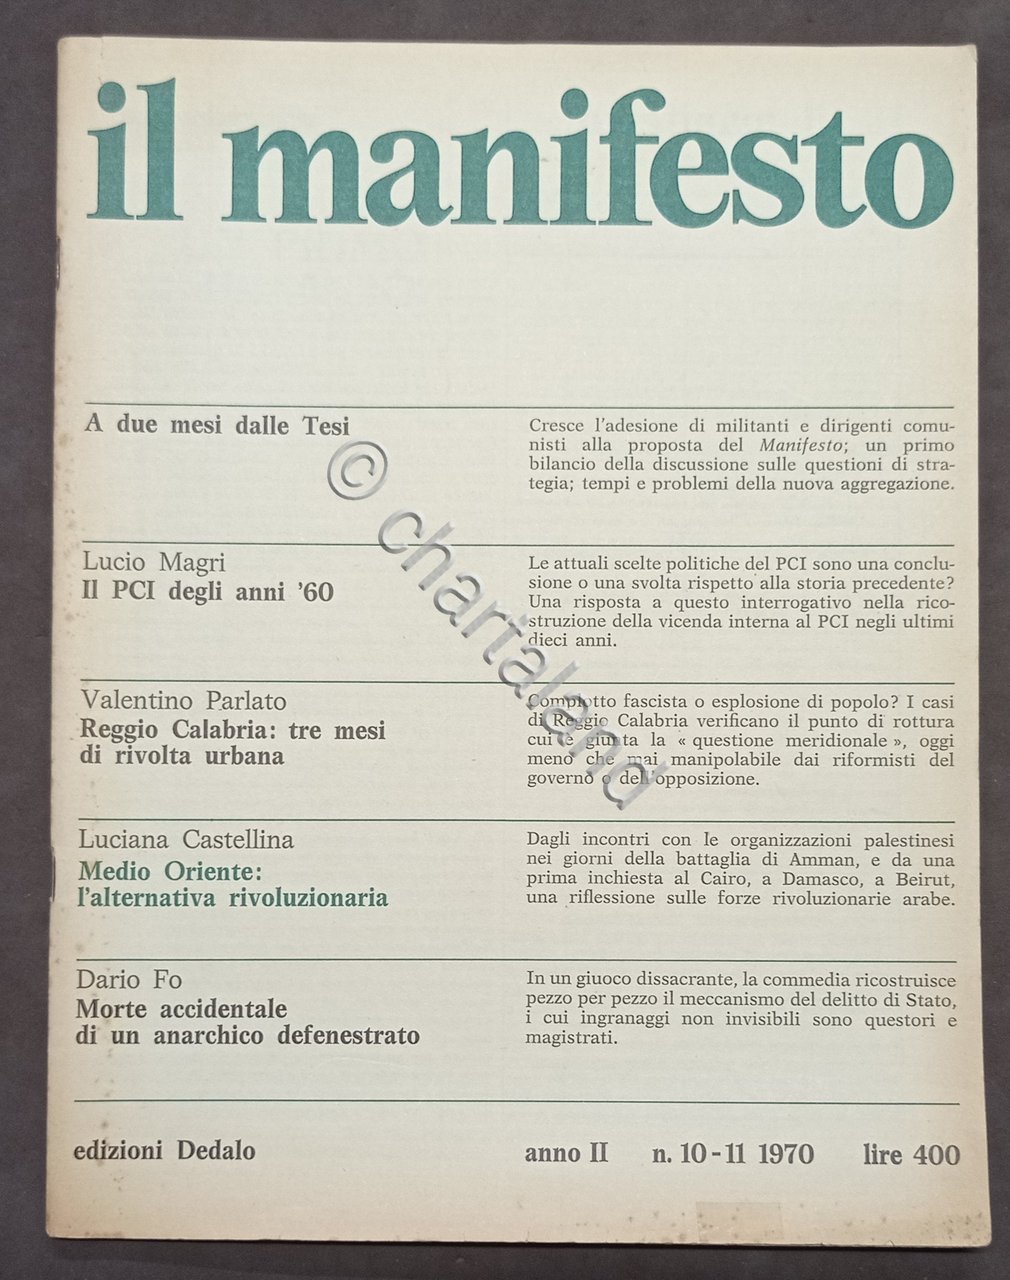 il manifesto
A due mesi dalle Tesi
Cresce l'adesione di militanti e dirigenti comu-
nisti alla proposta del Manifesto; un primo
bilancio della discussione sulle questioni di stra-
tegia; tempi e problemi della nuova aggregazione.
Lucio Magri
Il PCI degli anni '60
Le attuali scelte politiche del PCI sono una conclu-
sione o una svolta rispetto alla storia precedente?
Una risposta a questo interrogativo nella rico-
struzione della vicenda interna al PCI negli ultimi
dieci anni.
Valentino Parlato
Reggio Calabria: tre mesi
di rivolta urbana
Complotto fascista o esplosione di popolo? I casi
di Reggio Calabria verificano il punto di rottura
cui è giunta la « questione meridionale », oggi
meno che mai manipolabile dai riformisti del
governo o dell'opposizione.
Luciana Castellina
Medio Oriente:
l'alternativa rivoluzionaria
Dagli incontri con le organizzazioni palestinesi
nei giorni della battaglia di Amman, e da una
prima inchiesta al Cairo, a Damasco, a Beirut,
una riflessione sulle forze rivoluzionarie arabe.
Dario Fo
Morte accidentale
di un anarchico defenestrato
In un giuoco dissacrante, la commedia ricostruisce
pezzo per pezzo il meccanismo del delitto di Stato,
i cui ingranaggi non invisibili sono questori e
magistrati.
edizioni Dedalo
anno II n. 10-11 1970 lire 400
© chartaland